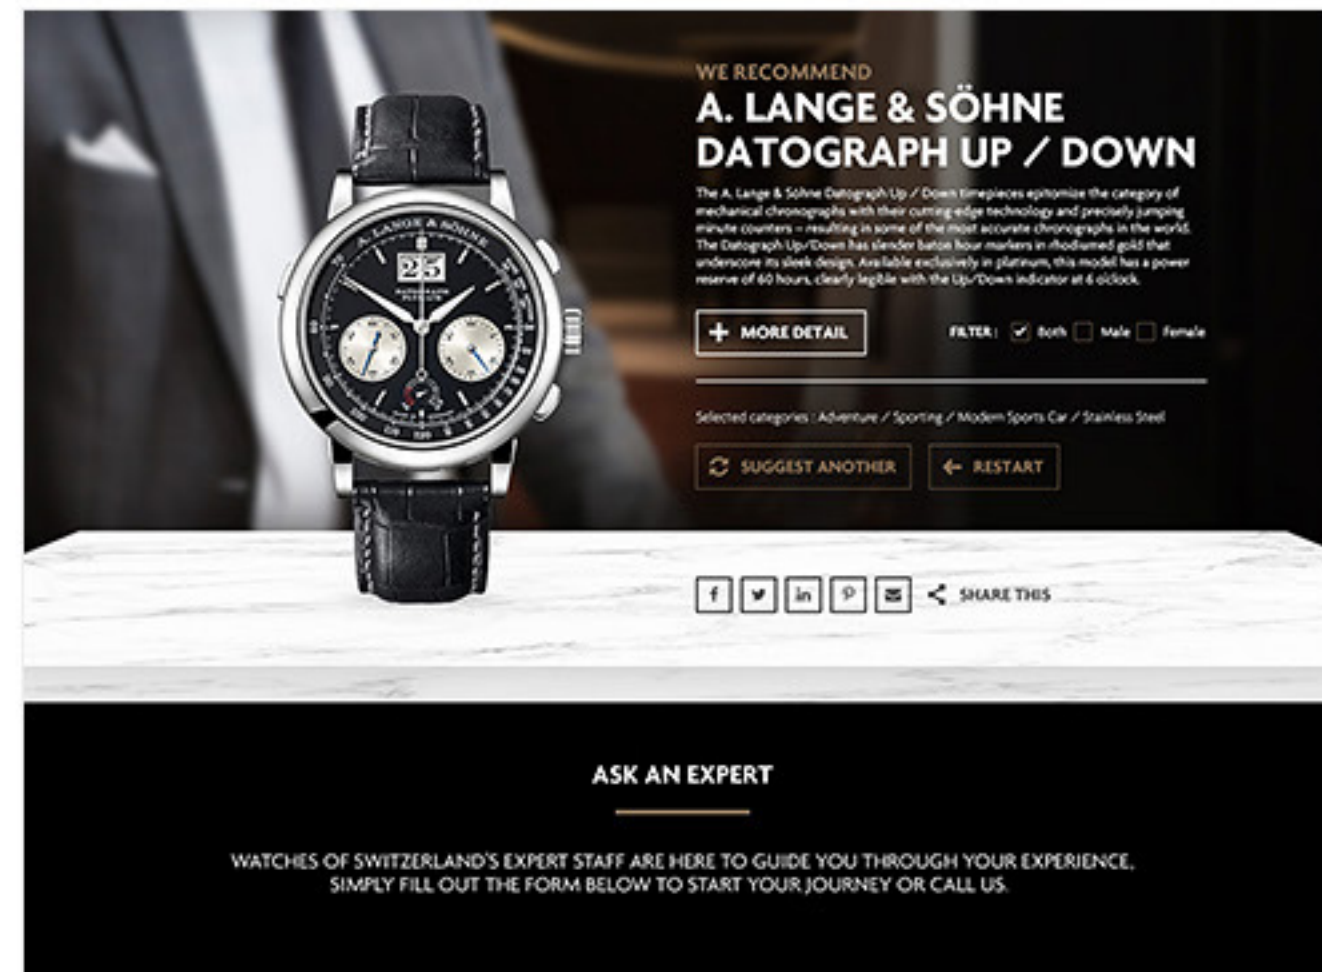 WE RECOMMEND
A. LANGE & SÖHNE
DATOGRAPH UP / DOWN
The A. Lange & Söhne Datograph Up / Down timepieces epitomize the category of
mechanical chronographs with their cutting-edge technology and precisely jumping
minute counters – resulting in some of the most accurate chronographs in the world.
The Datograph Up/Down has slender baton hour markers in rhodiumed gold that
underscore its sleek design. Available exclusively in platinum, this model has a power
reserve of 60 hours, clearly legible with the Up/Down indicator at 6 o'clock.
MORE DETAIL
FILTER : Both Male Female
Selected categories : Adventure / Sporting / Modern Sports Car / Stainless Steel
SUGGEST ANOTHER RESTART
A. LANGE & SÖHNE
25
f in SHARE THIS
ASK AN EXPERT
WATCHES OF SWITZERLAND'S EXPERT STAFF ARE HERE TO GUIDE YOU THROUGH YOUR EXPERIENCE,
SIMPLY FILL OUT THE FORM BELOW TO START YOUR JOURNEY OR CALL US.